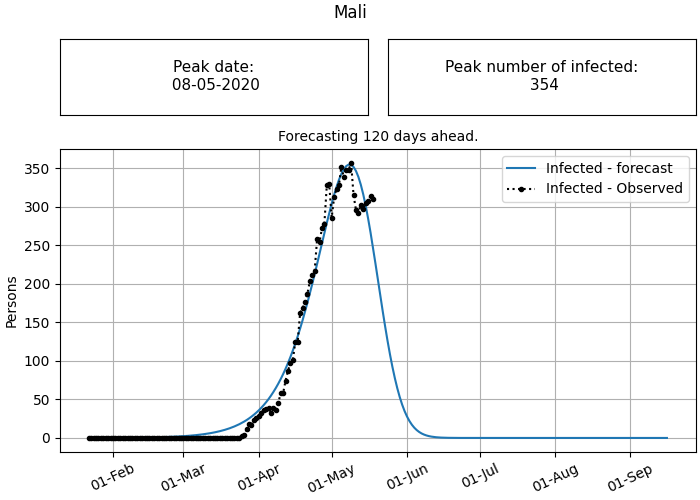 Mali
Peak date:
08-05-2020
Peak number of infected:
354
Forecasting 120 days ahead.
Infected - forecast
Infected - Observed
Persons
350
300
250
200
150
100
50
0
01-Feb
01-Mar
01-Apr
01-May
01-Jun
01-Jul
01-Aug
01-Sep